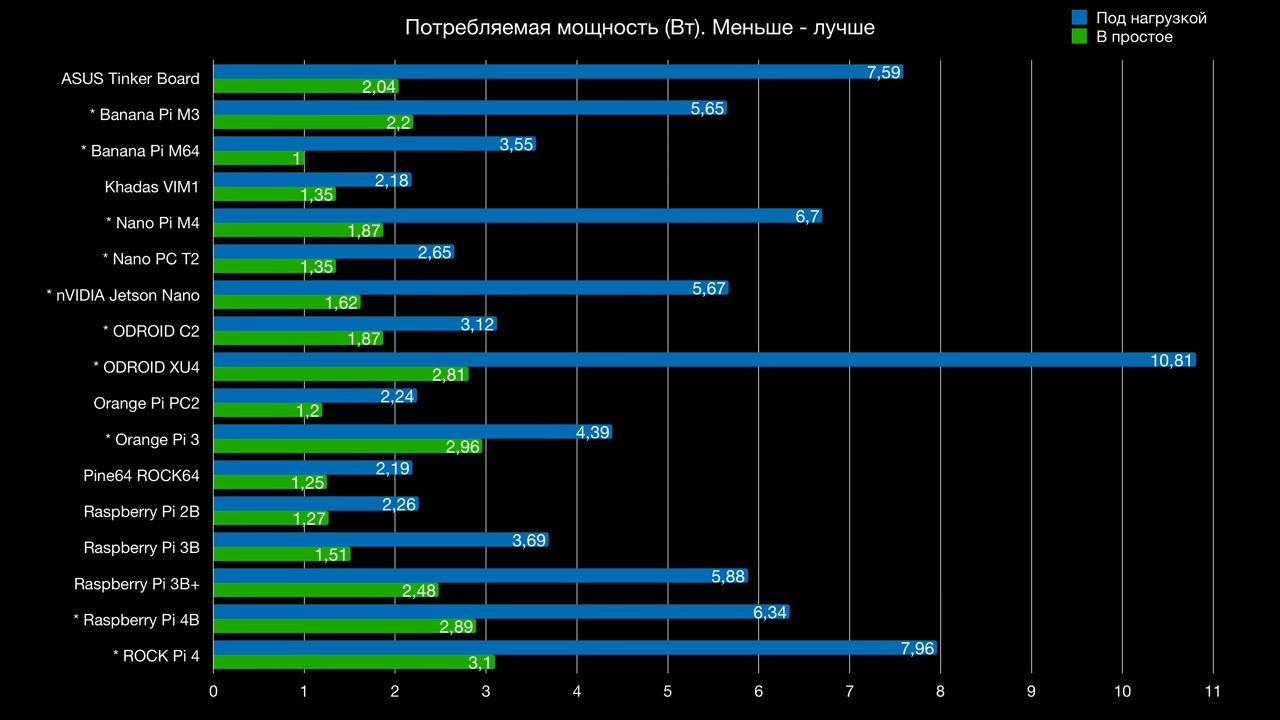 Потребляемая мощность (Вт). Меньше - лучше
Под нагрузкой
В простое
ASUS Tinker Board
7,59
2,04
* Banana Pi M3
5,65
2,2
* Banana Pi M64
3,55
1
Khadas VIM1
2,18
1,35
* Nano Pi M4
6,7
1,87
* Nano PC T2
2,65
1,35
* nVIDIA Jetson Nano
5,67
1,62
* ODROID C2
3,12
1,87
* ODROID XU4
10,81
2,81
Orange Pi PC2
2,24
1,2
* Orange Pi 3
4,39
2,96
Pine64 ROCK64
2,19
1,25
Raspberry Pi 2B
2,26
1,27
Raspberry Pi 3B
3,69
1,51
Raspberry Pi 3B+
5,88
2,48
* Raspberry Pi 4B
6,34
2,89
* ROCK Pi 4
7,96
3,1
0 1 2 3 4 5 6 7 8 9 10 11